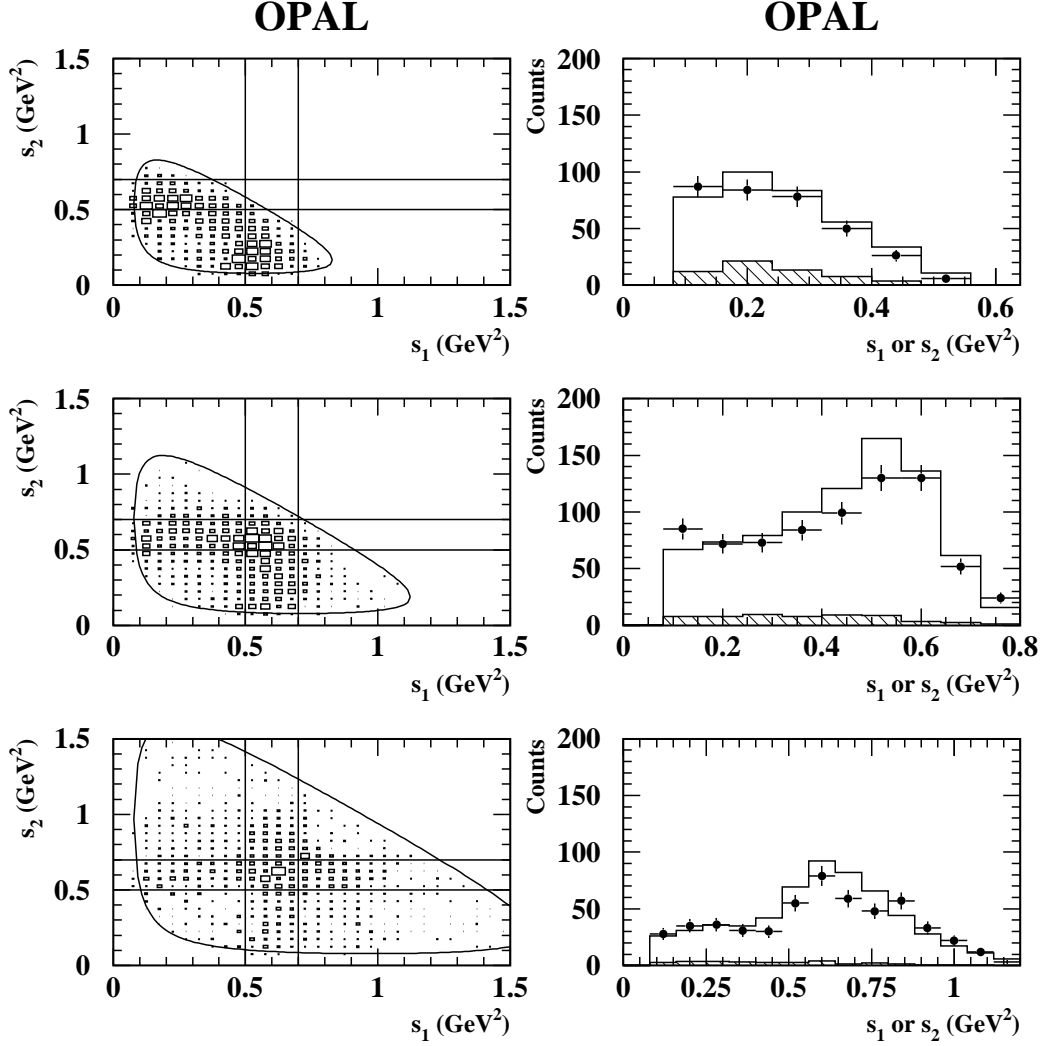 OPAL
OPAL
s₂ (GeV²)
1.5
1
0.5
0
0 0.5 1 1.5
s₁ (GeV²)
Counts
200
150
100
50
0
0 0.2 0.4 0.6
s₁ or s₂ (GeV²)
s₂ (GeV²)
1.5
1
0.5
0
0 0.5 1 1.5
s₁ (GeV²)
Counts
200
150
100
50
0
0 0.2 0.4 0.6 0.8
s₁ or s₂ (GeV²)
s₂ (GeV²)
1.5
1
0.5
0
0 0.5 1 1.5
s₁ (GeV²)
Counts
200
150
100
50
0
0 0.25 0.5 0.75 1
s₁ or s₂ (GeV²)